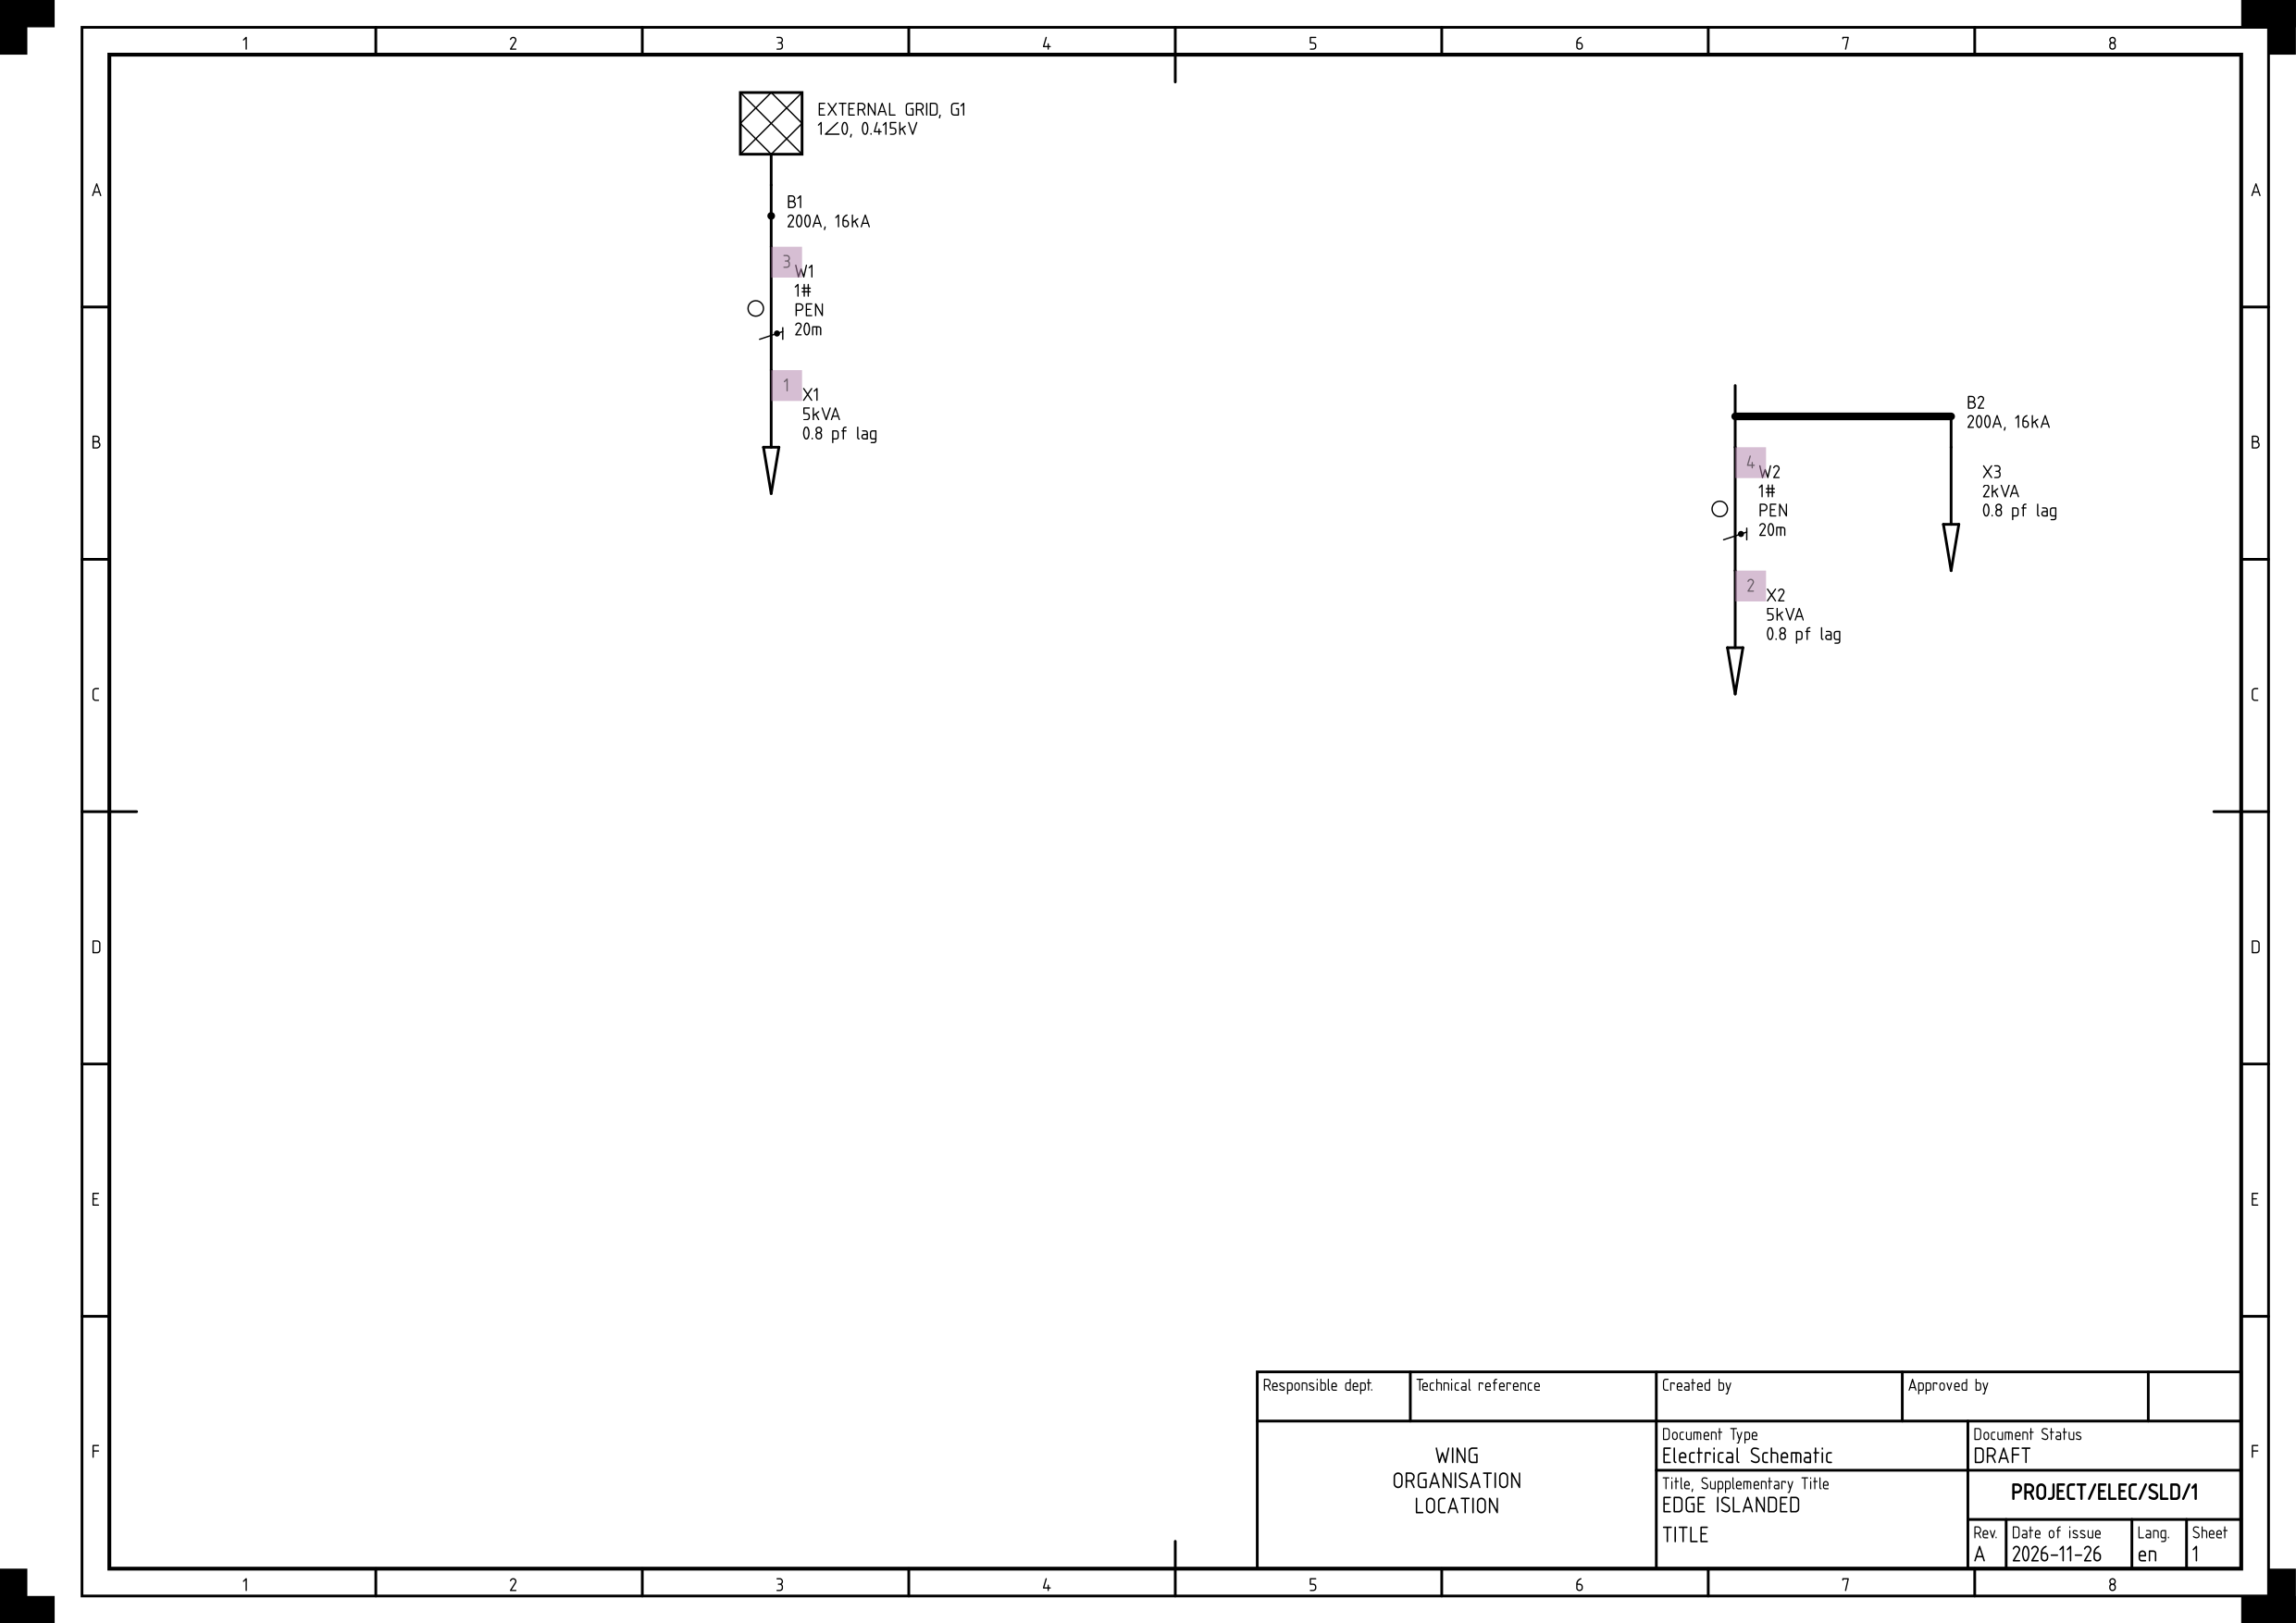 1 2 3 4 5 6 7 8
EXTERNAL GRID, G1
1∠0, 0.415kV
A A
B1
200A, 16kA
3
W1
1#
PEN
20m
1
X1
5kVA
0.8 pf lag
B2
200A, 16kA
B B
4
W2
1#
PEN
20m
X3
2kVA
0.8 pf lag
2
X2
5kVA
0.8 pf lag
C C
D D
E E
Responsible dept. Technical reference Created by Approved by
F F
WING
ORGANISATION
LOCATION
Document Type
Electrical Schematic
Document Status
DRAFT
Title, Supplementary Title
EDGE ISLANDED
TITLE
PROJECT/ELEC/SLD/1
Rev. Date of issue Lang. Sheet
A 2026-11-26 en 1
1 2 3 4 5 6 7 8